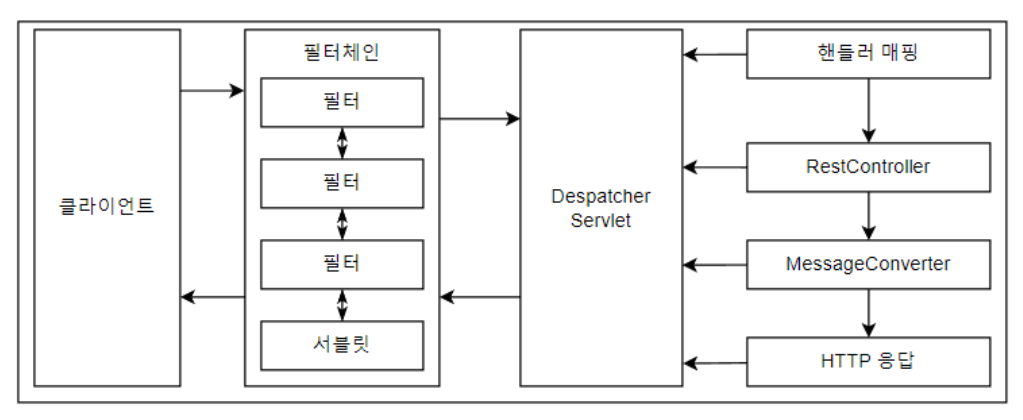 클라이언트
필터체인
필터
필터
필터
서블릿
Despatcher
Servlet
핸들러 매핑
RestController
MessageConverter
HTTP 응답